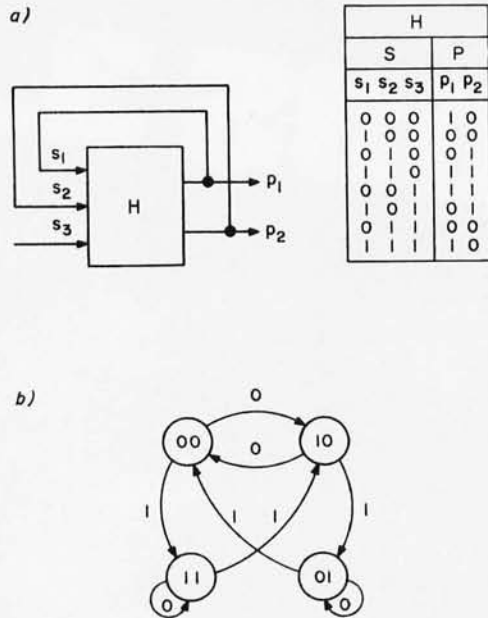 a)
s1
s2
s3
H
p1
p2
H
S P
s1 s2 s3 p1 p2
0 0 0 1 0
1 0 0 0 0
0 1 0 0 1
1 1 0 1 1
0 0 1 1 1
1 0 1 0 1
0 1 1 0 0
1 1 1 1 0
b)
0
00 10
0
1 1 1 1
11 01
0 0